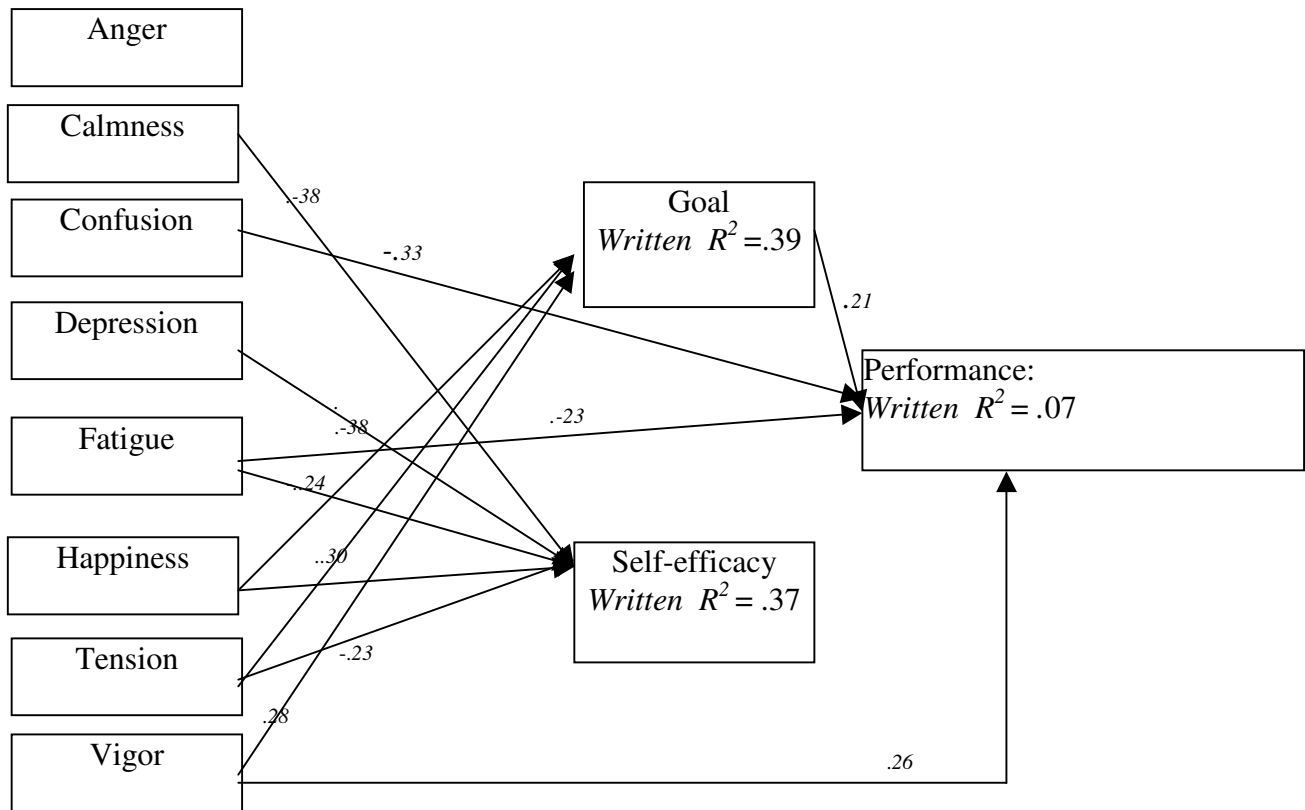 Anger
Calmness
.-38
Confusion
Goal
Written R² =.39
-.33
Depression
.21
Performance:
Written R² = .07
.
.-38
.-23
Fatigue
-..24
Happiness
..30
Self-efficacy
Written R² = .37
Tension
-.23
.28
Vigor
.26